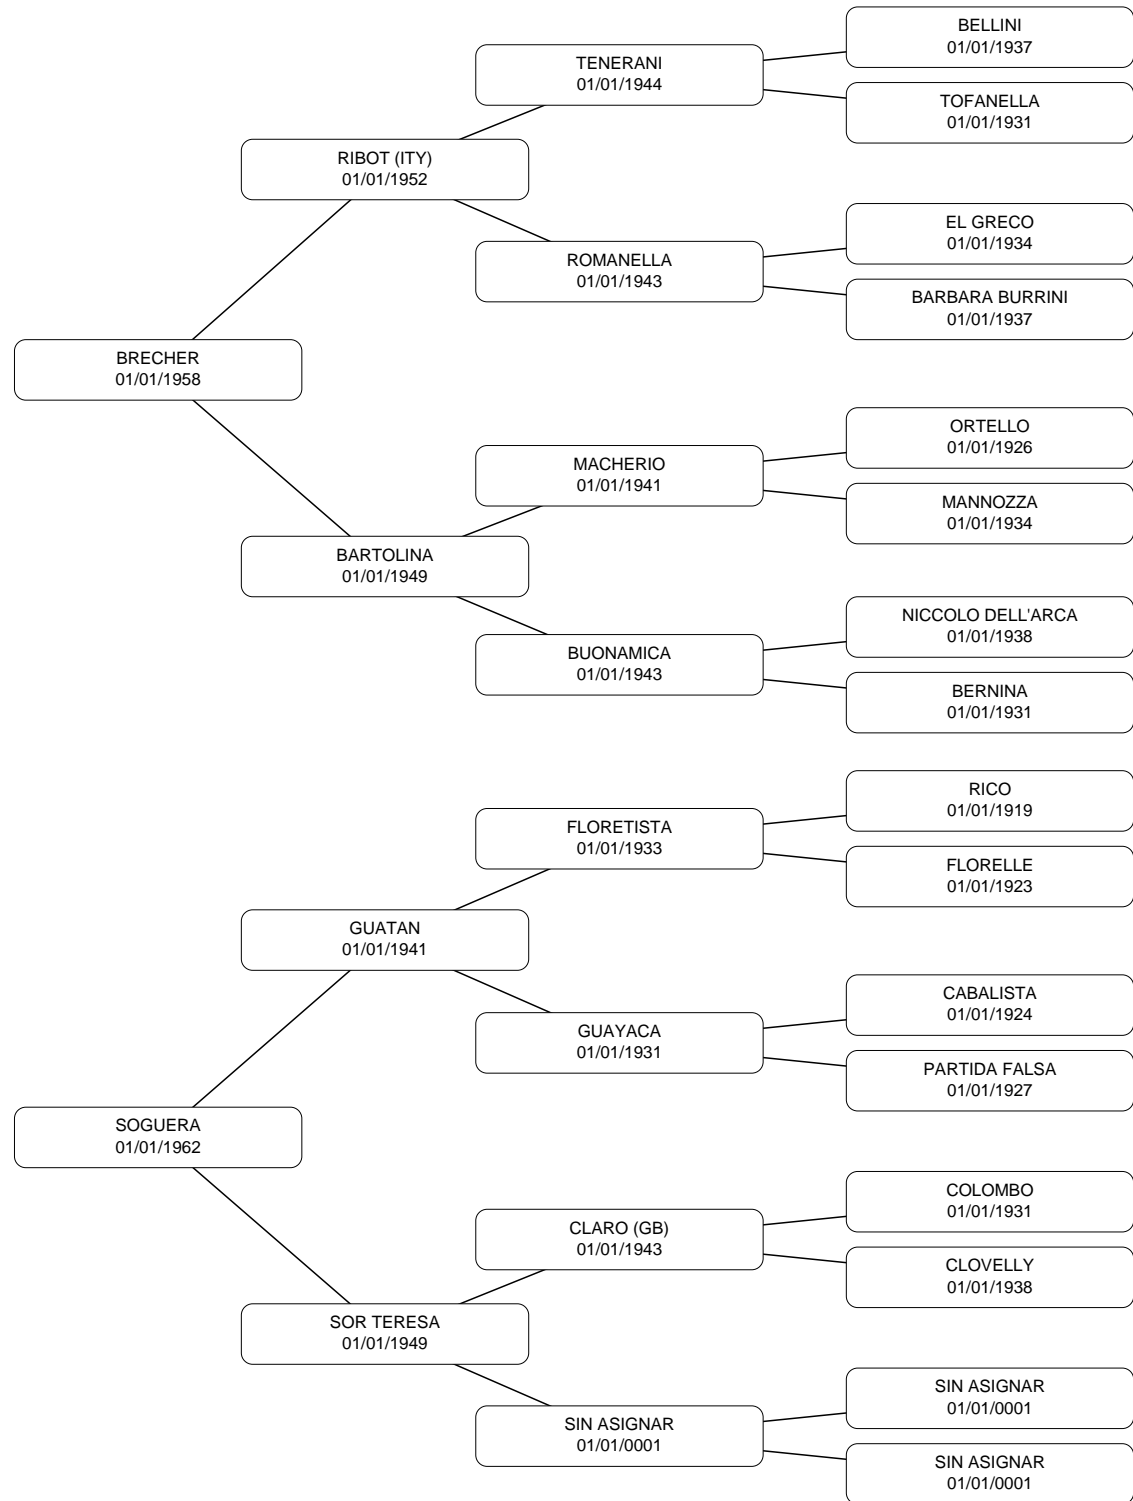 BELLINI
01/01/1937
TENERANI
01/01/1944
TOFANELLA
01/01/1931
RIBOT (ITY)
01/01/1952
EL GRECO
01/01/1934
ROMANELLA
01/01/1943
BARBARA BURRINI
01/01/1937
BRECHER
01/01/1958
ORTELLO
01/01/1926
MACHERIO
01/01/1941
MANNOZZA
01/01/1934
BARTOLINA
01/01/1949
NICCOLO DELL'ARCA
01/01/1938
BUONAMICA
01/01/1943
BERNINA
01/01/1931
RICO
01/01/1919
FLORETISTA
01/01/1933
FLORELLE
01/01/1923
GUATAN
01/01/1941
CABALISTA
01/01/1924
GUAYACA
01/01/1931
PARTIDA FALSA
01/01/1927
SOGUERA
01/01/1962
COLOMBO
01/01/1931
CLARO (GB)
01/01/1943
CLOVELLY
01/01/1938
SOR TERESA
01/01/1949
SIN ASIGNAR
01/01/0001
SIN ASIGNAR
01/01/0001
SIN ASIGNAR
01/01/0001